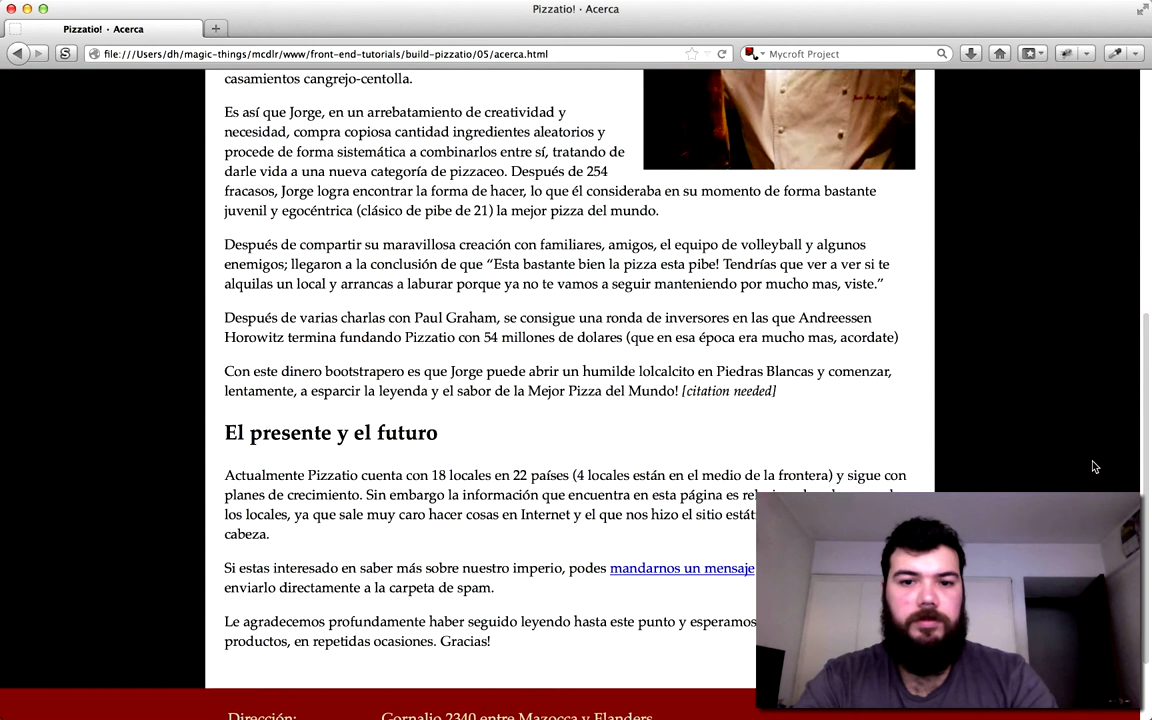 Pizzatio! · Acerca
Pizzatio! · Acerca
file:///Users/dh/magic-things/mcdlr/www/front-end-tutorials/build-pizzatio/05/acerca.html
Mycroft Project
casamientos cangrejo-centolla.
Es así que Jorge, en un arrebatamiento de creatividad y
necesidad, compra copiosa cantidad ingredientes aleatorios y
procede de forma sistemática a combinarlos entre sí, tratando de
darle vida a una nueva categoría de pizzaceo. Después de 254
fracasos, Jorge logra encontrar la forma de hacer, lo que él consideraba en su momento de forma bastante
juvenil y egocéntrica (clásico de pibe de 21) la mejor pizza del mundo.
Después de compartir su maravillosa creación con familiares, amigos, el equipo de volleyball y algunos
enemigos; llegaron a la conclusión de que “Esta bastante bien la pizza esta pibe! Tendrías que ver a ver si te
alquilas un local y arrancas a laburar porque ya no te vamos a seguir manteniendo por mucho mas, viste.”
Después de varias charlas con Paul Graham, se consigue una ronda de inversores en las que Andreessen
Horowitz termina fundando Pizzatio con 54 millones de dolares (que en esa época era mucho mas, acordate)
Con este dinero bootstrapero es que Jorge puede abrir un humilde lolcalcito en Piedras Blancas y comenzar,
lentamente, a esparcir la leyenda y el sabor de la Mejor Pizza del Mundo! [citation needed]
El presente y el futuro
Actualmente Pizzatio cuenta con 18 locales en 22 países (4 locales están en el medio de la frontera) y sigue con
planes de crecimiento. Sin embargo la información que encuentra en esta página es
los locales, ya que sale muy caro hacer cosas en Internet y el que nos hizo el sitio
cabeza.
Si estas interesado en saber más sobre nuestro imperio, podes mandarnos un mensaje
enviarlo directamente a la carpeta de spam.
Le agradecemos profundamente haber seguido leyendo hasta este punto y esperamos
productos, en repetidas ocasiones. Gracias!
Dirección: Gornalio 2340 entre Mazocca y Flanders